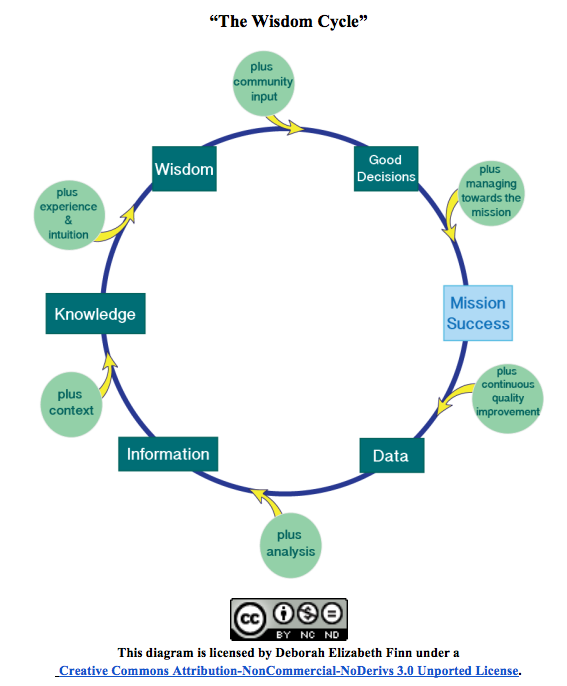 “The Wisdom Cycle”
plus
community
input
Wisdom
Good
Decisions
plus
managing
towards the
mission
plus
experience
&
intuition
Knowledge
Mission
Success
plus
context
plus
continuous
quality
improvement
Information
Data
plus
analysis
cc
BY NC ND
This diagram is licensed by Deborah Elizabeth Finn under a
Creative Commons Attribution-NonCommercial-NoDerivs 3.0 Unported License.